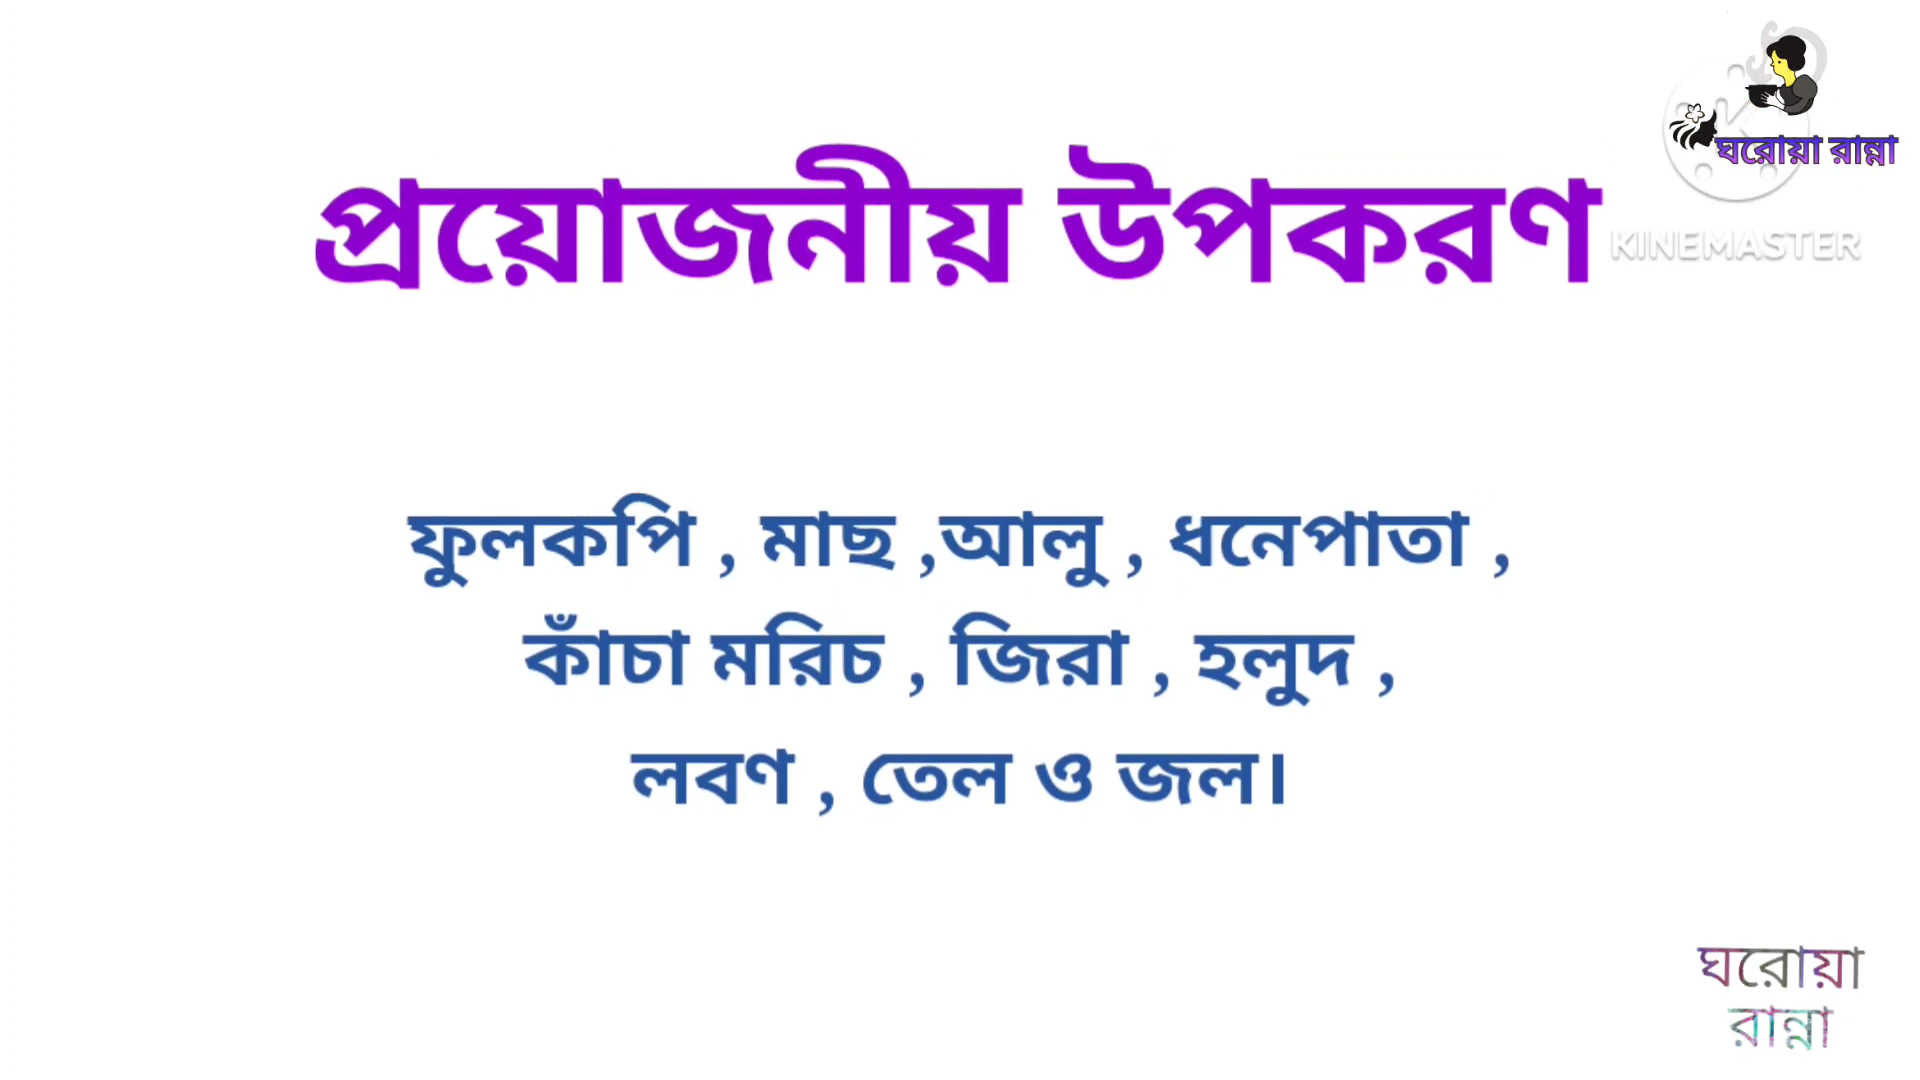 ঘরোয়া রান্না
প্রয়োজনীয় উপকরণ
KINEMASTER
ফুলকপি , মাছ ,আলু , ধনেপাতা ,
কাঁচা মরিচ , জিরা , হলুদ ,
লবণ , তেল ও জল।
ঘরোয়া
রান্না